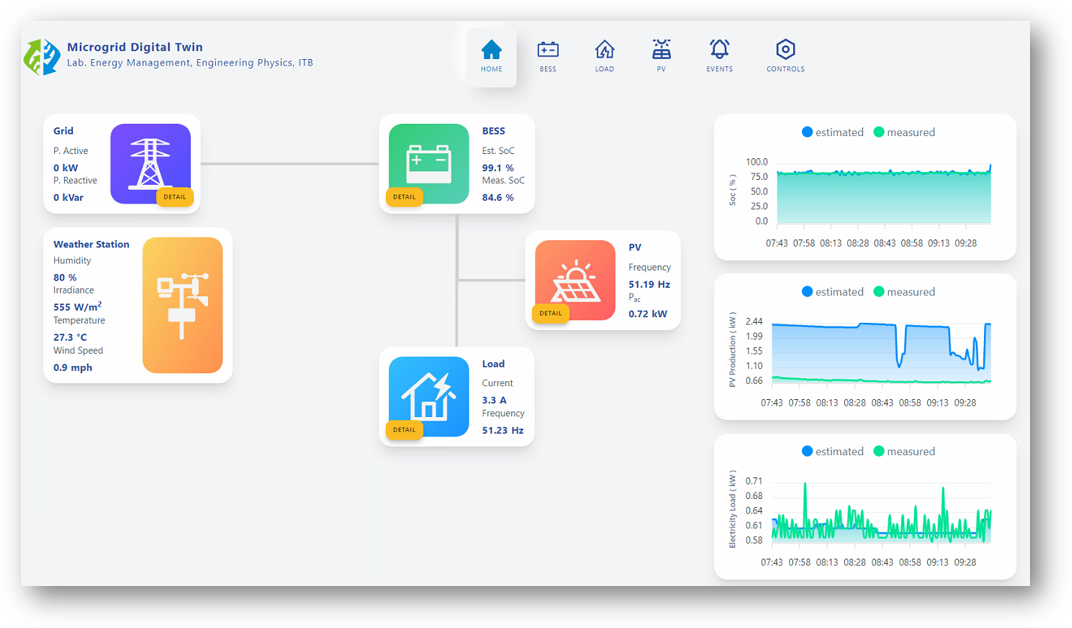 Microgrid Digital Twin
Lab. Energy Management, Engineering Physics, ITB
HOME
BESS
LOAD
PV
EVENTS
CONTROLS
Grid
P. Active
0 kW
P. Reactive
0 kVar
DETAIL
BESS
Est. SoC
99.1 %
Meas. SoC
84.6 %
DETAIL
Weather Station
Humidity
80 %
Irradiance
555 W/m²
Temperature
27.3 °C
Wind Speed
0.9 mph
PV
Frequency
51.19 Hz
Pac
0.72 kW
DETAIL
Load
Current
3.3 A
Frequency
51.23 Hz
DETAIL
estimated measured
Soc ( % )
100.0
75.0
50.0
25.0
0.0
07:43 07:58 08:13 08:28 08:43 08:58 09:13 09:28
estimated measured
PV Production ( kW )
2.44
1.99
1.55
1.10
0.66
07:43 07:58 08:13 08:28 08:43 08:58 09:13 09:28
estimated measured
Electricity Load ( kW )
0.71
0.68
0.64
0.61
0.58
07:43 07:58 08:13 08:28 08:43 08:58 09:13 09:28